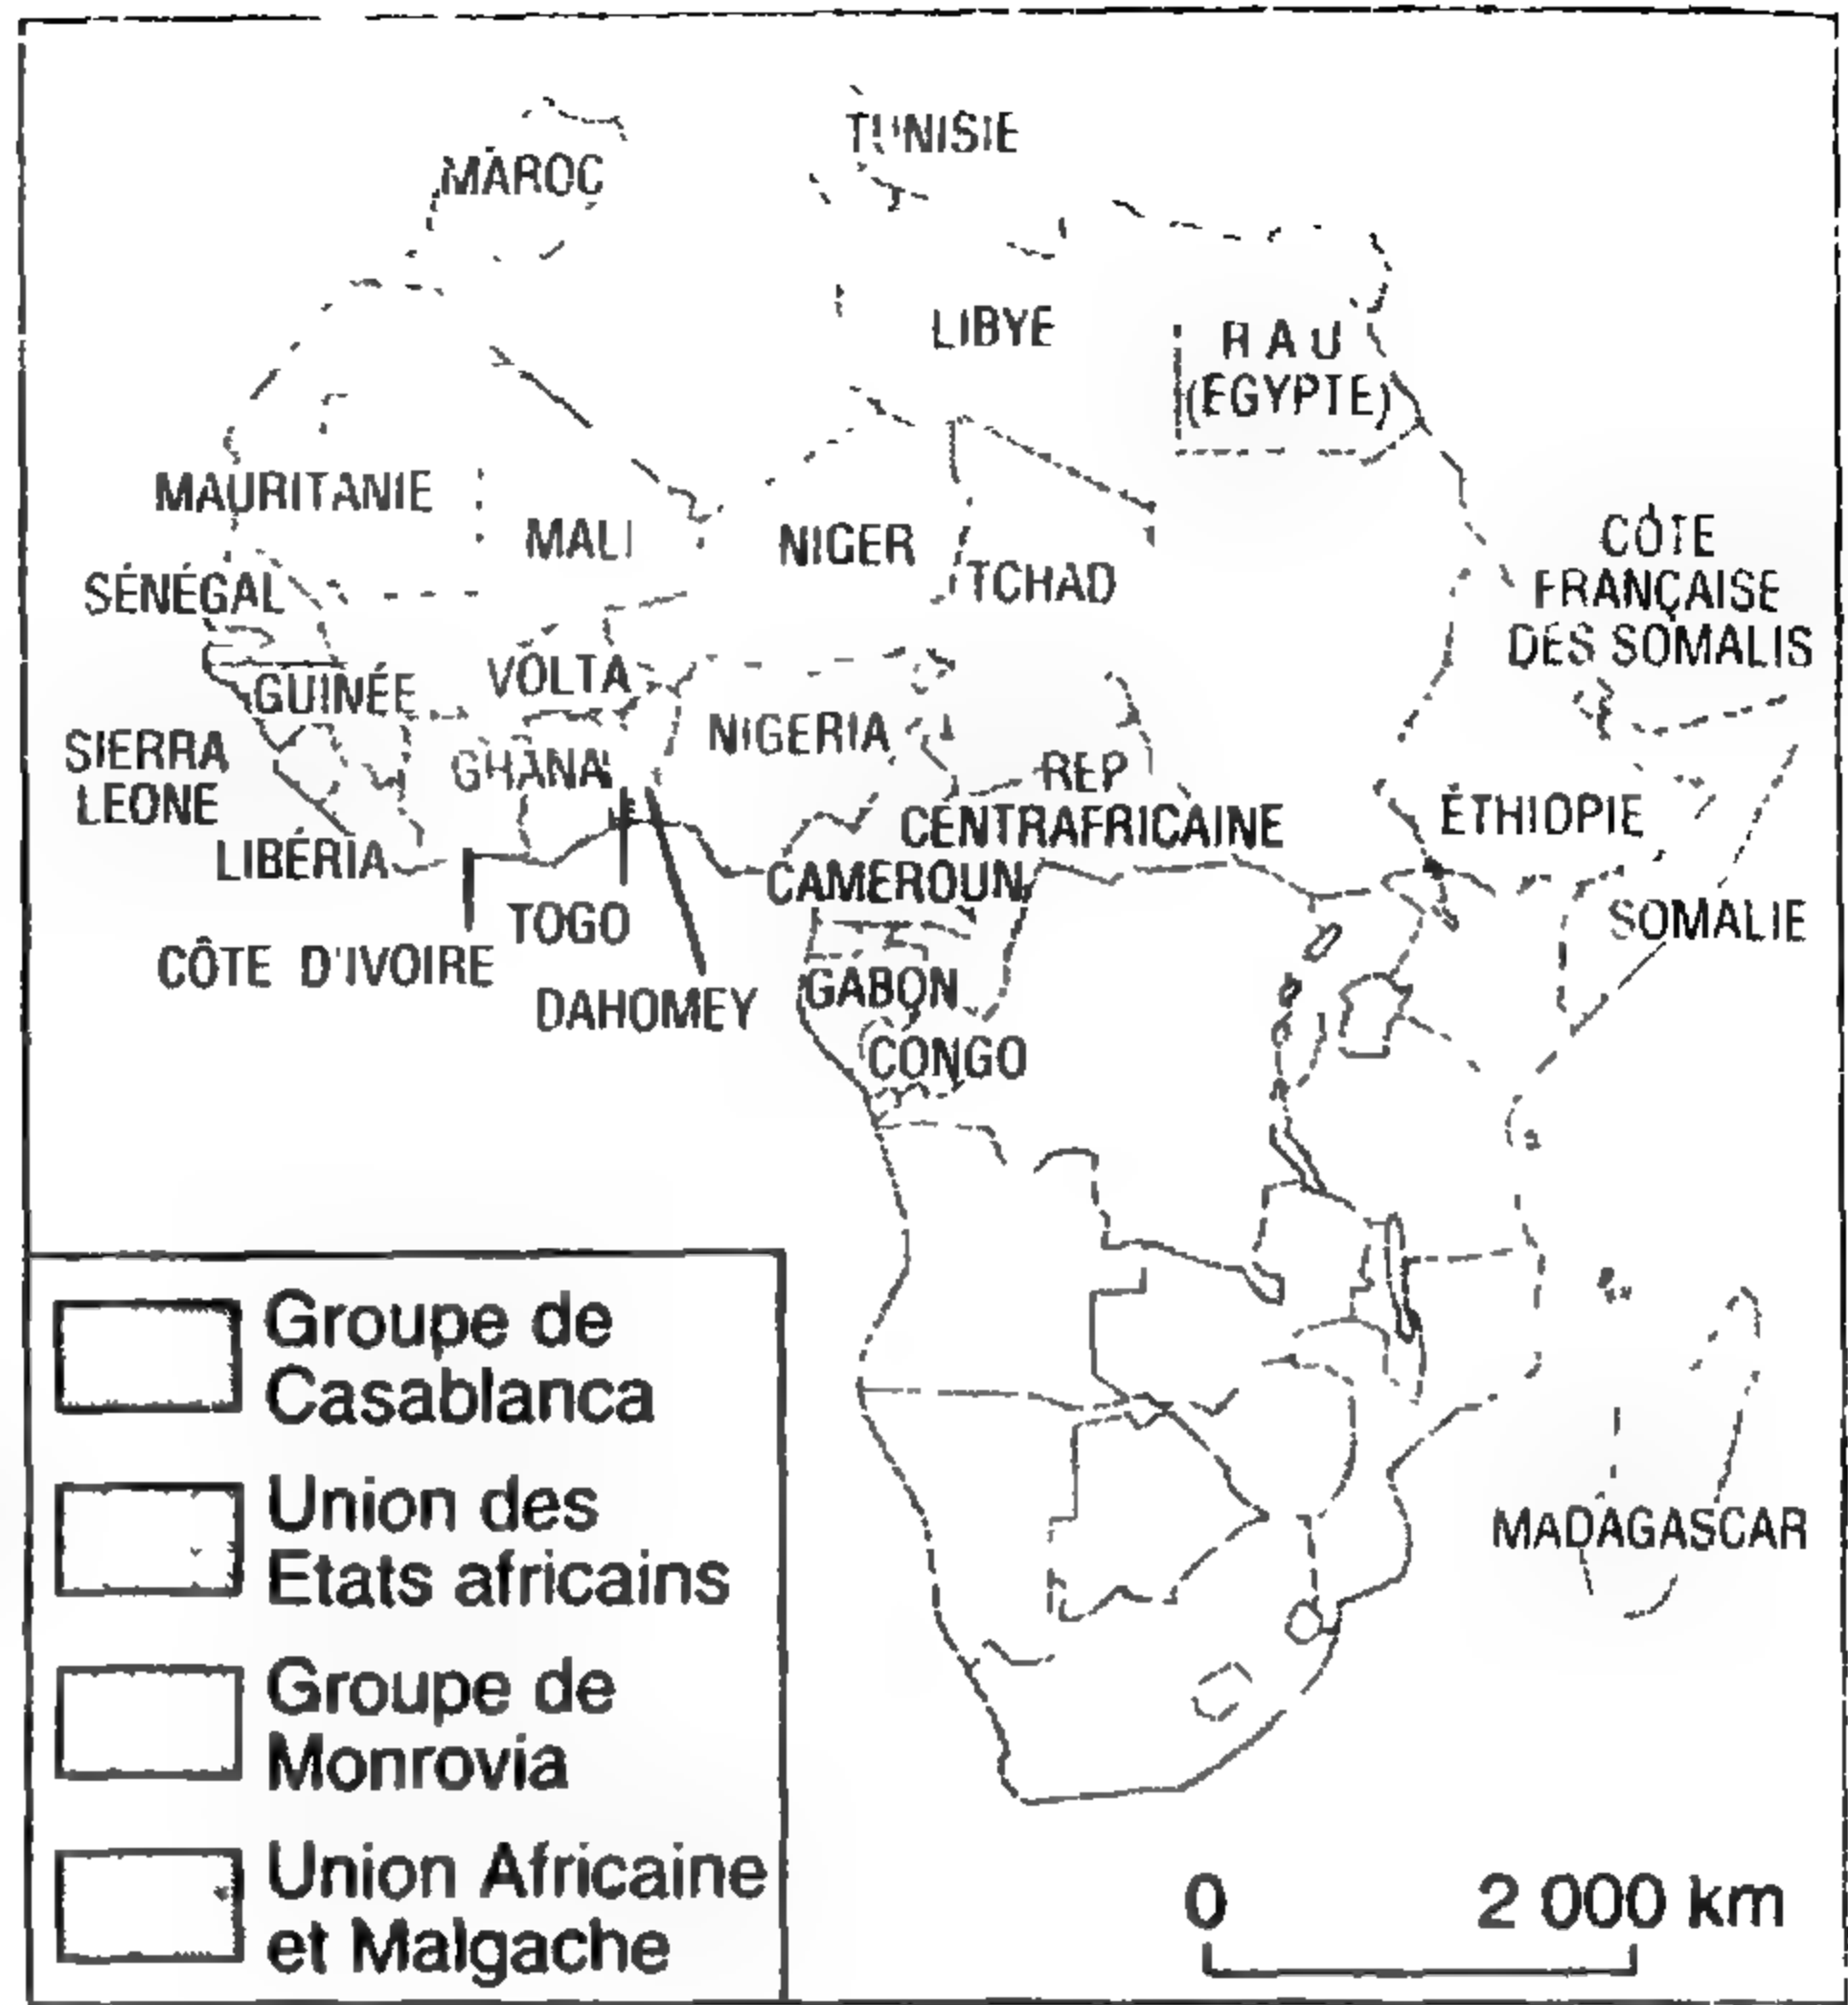 TUNISIE
MAROC
LIBYE
R A U
(EGYPTE)
MAURITANIE
MALI
NIGER
TCHAD
CÔTE
FRANÇAISE
DES SOMALIS
SÉNÉGAL
VOLTA
GUINÉE
NIGERIA
SIERRA
LEONE
GHANA
REP
CENTRAFRICAINE
ÉTHIOPIE
LIBÉRIA
CAMEROUN
TOGO
SOMALIE
CÔTE D'IVOIRE
DAHOMEY
GABON
CONGO
MADAGASCAR
Groupe de
Casablanca
Union des
Etats africains
Groupe de
Monrovia
Union Africaine
et Malgache
0 2 000 km